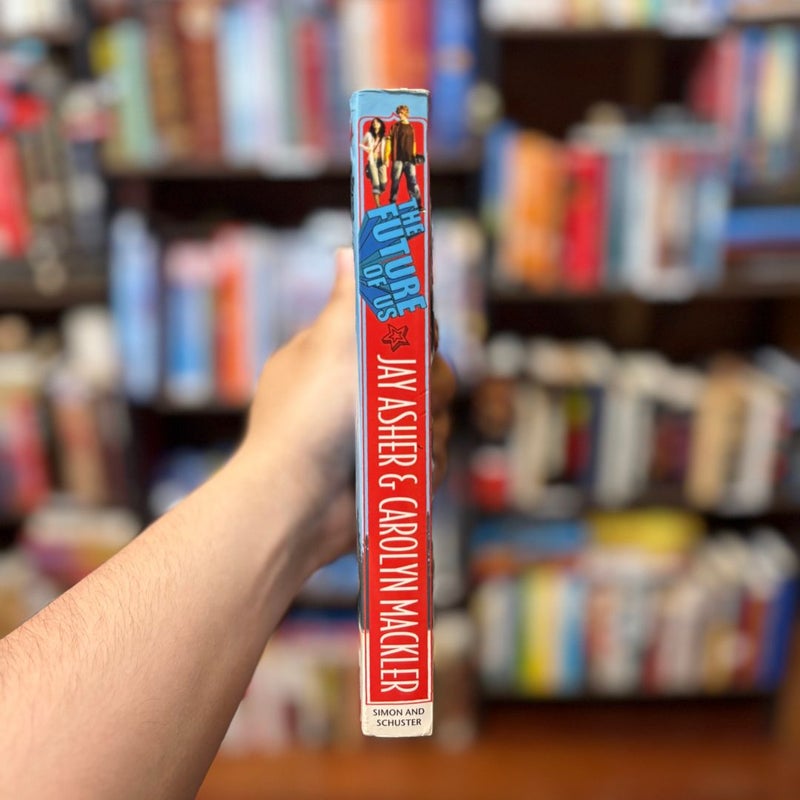 THE
FUTURE
OF US
JAY ASHER & CAROLYN MACKLER
SIMON AND
SCHUSTER